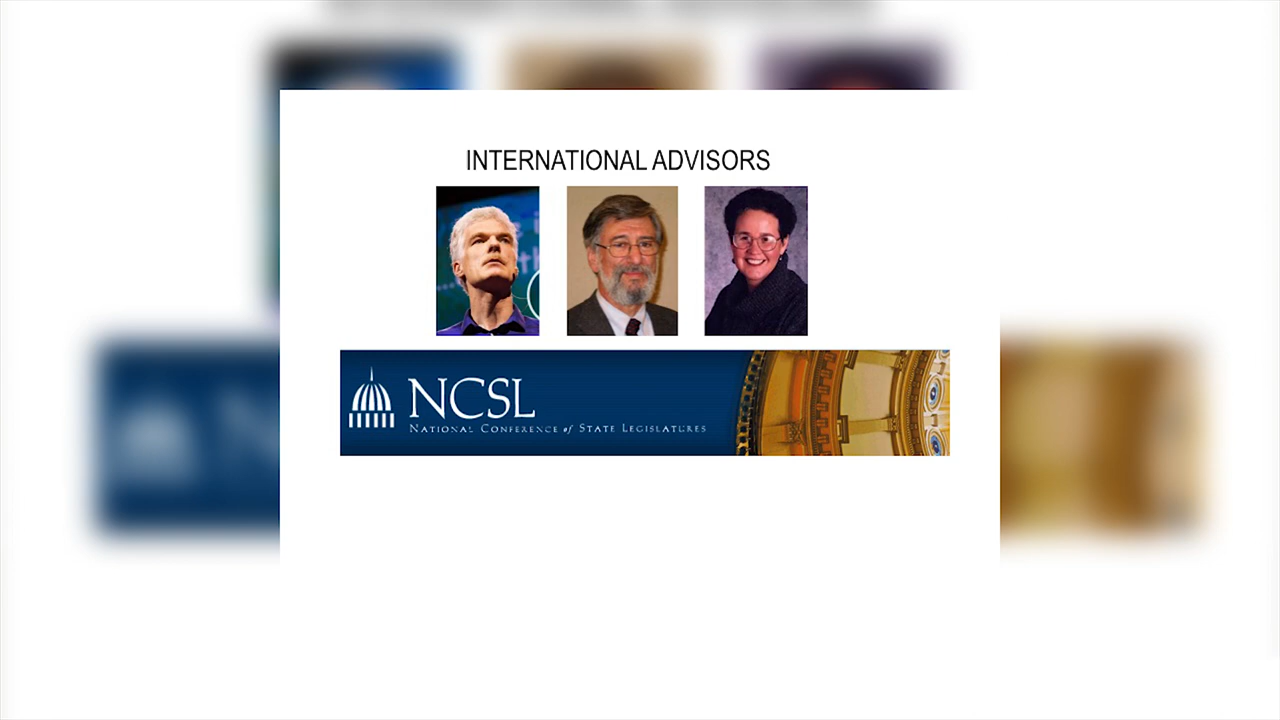 INTERNATIONAL ADVISORS
NCSL
NATIONAL CONFERENCE of STATE LEGISLATURES